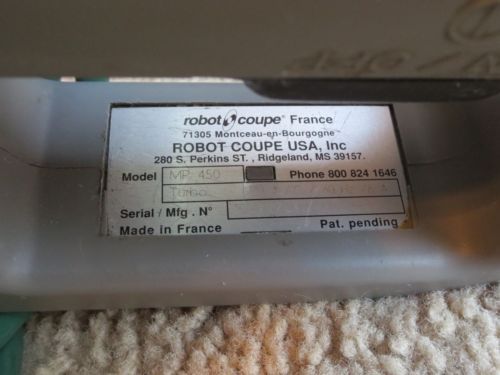 robot coupe® France
71305 Montceau-en-Bourgogne
ROBOT COUPE USA, Inc
280 S. Perkins ST. , Ridgeland, MS 39157.
Model MP 450 Phone 800 824 1646
Turbo
Serial / Mfg . N°
Made in France Pat. pending